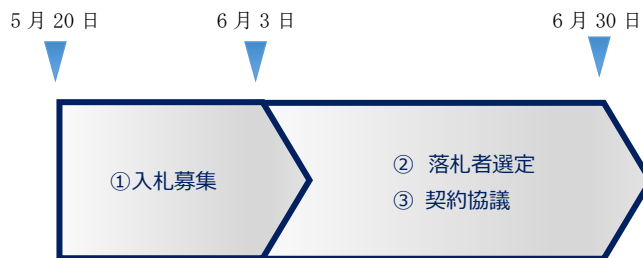 5 月 20 日
6 月 3 日
6 月 30 日
①入札募集
② 落札者選定
③ 契約協議